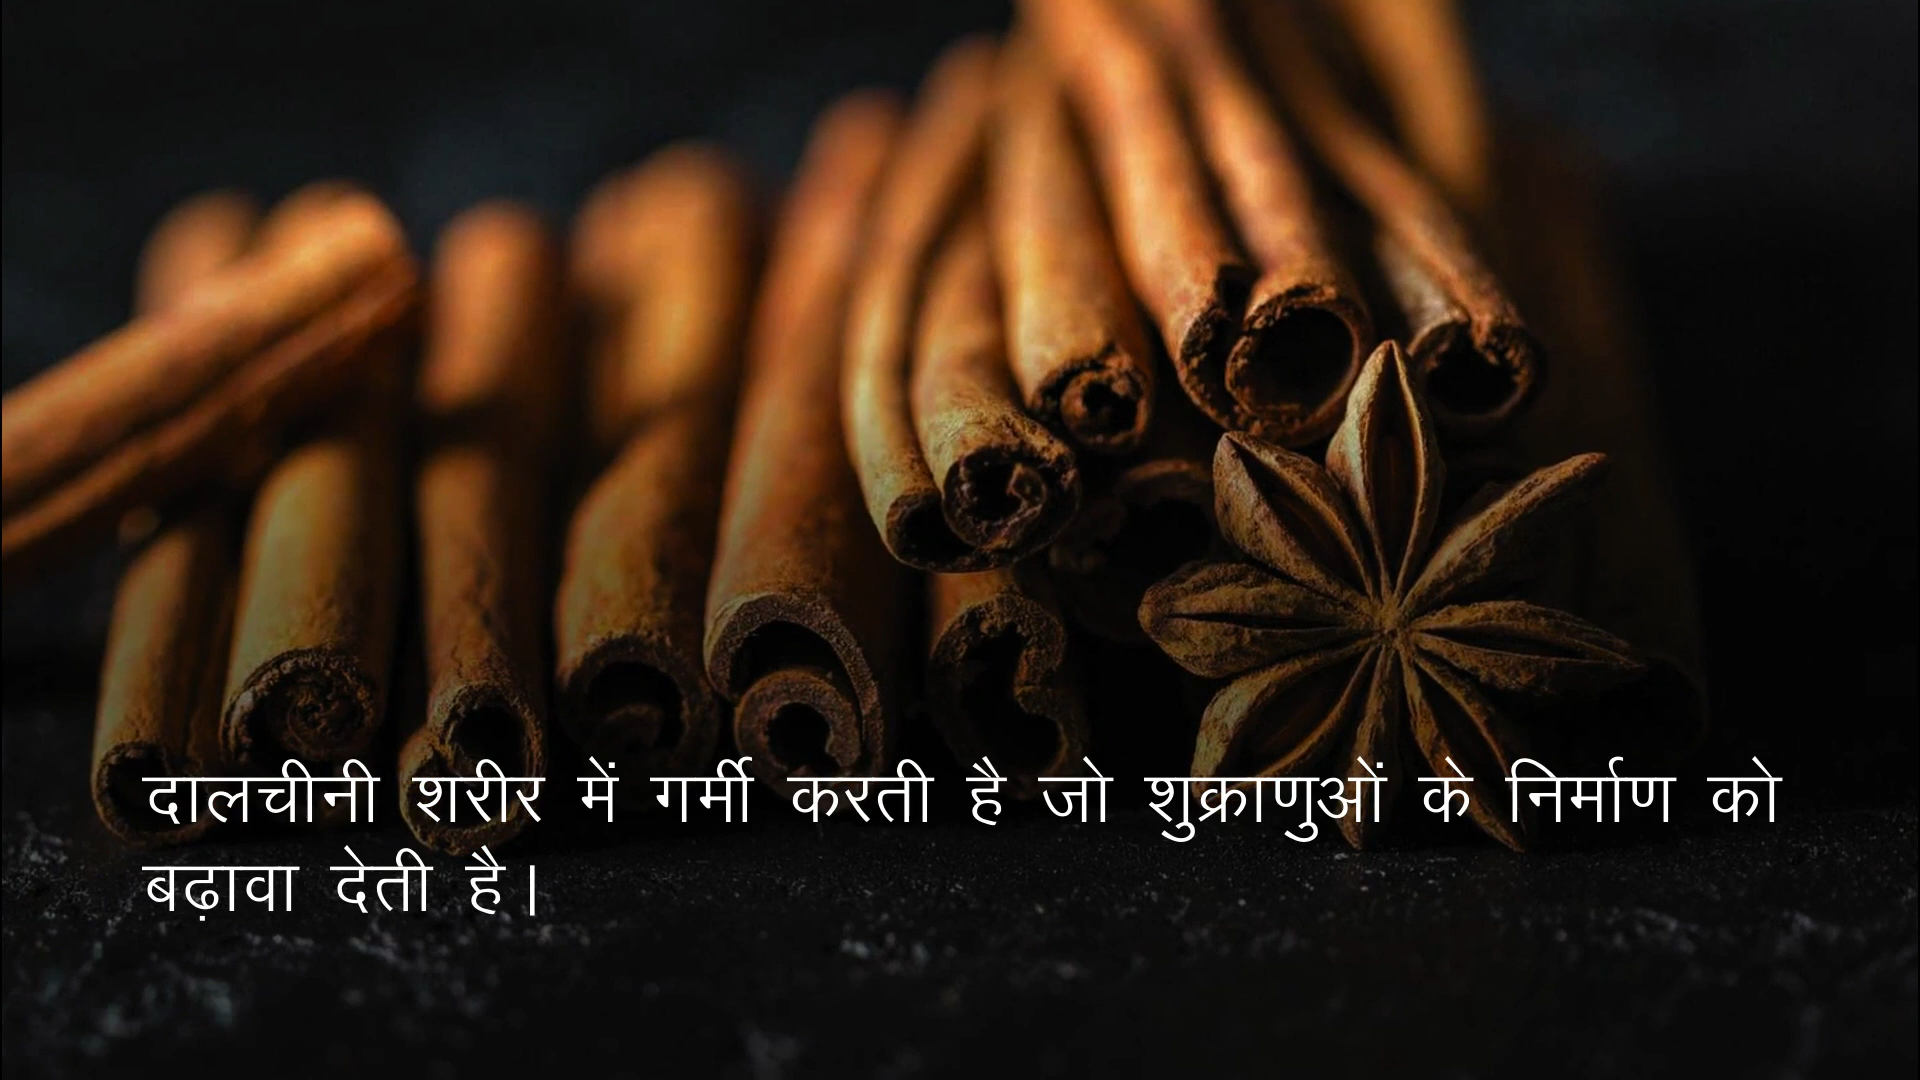 दालचीनी शरीर में गर्मी करती है जो शुक्राणुओं के निर्माण को
बढ़ावा देती है।